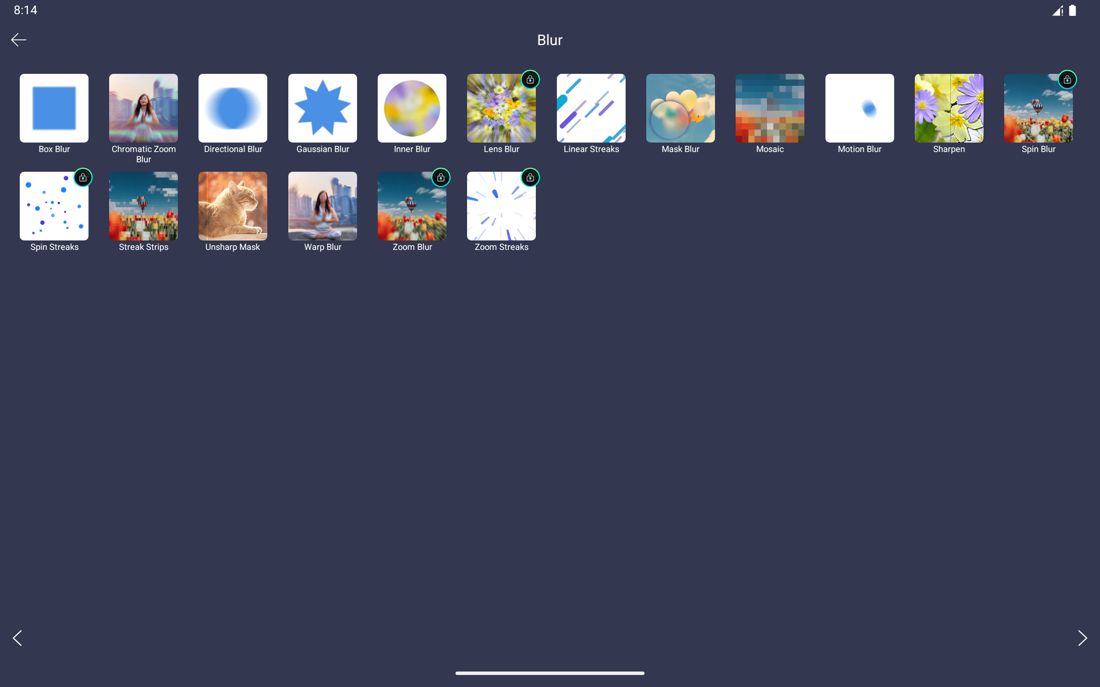 8:14
Blur
Box Blur
Chromatic Zoom
Blur
Directional Blur
Gaussian Blur
Inner Blur
Lens Blur
Linear Streaks
Mask Blur
Mosaic
Motion Blur
Sharpen
Spin Blur
Spin Streaks
Streak Strips
Unsharp Mask
Warp Blur
Zoom Blur
Zoom Streaks